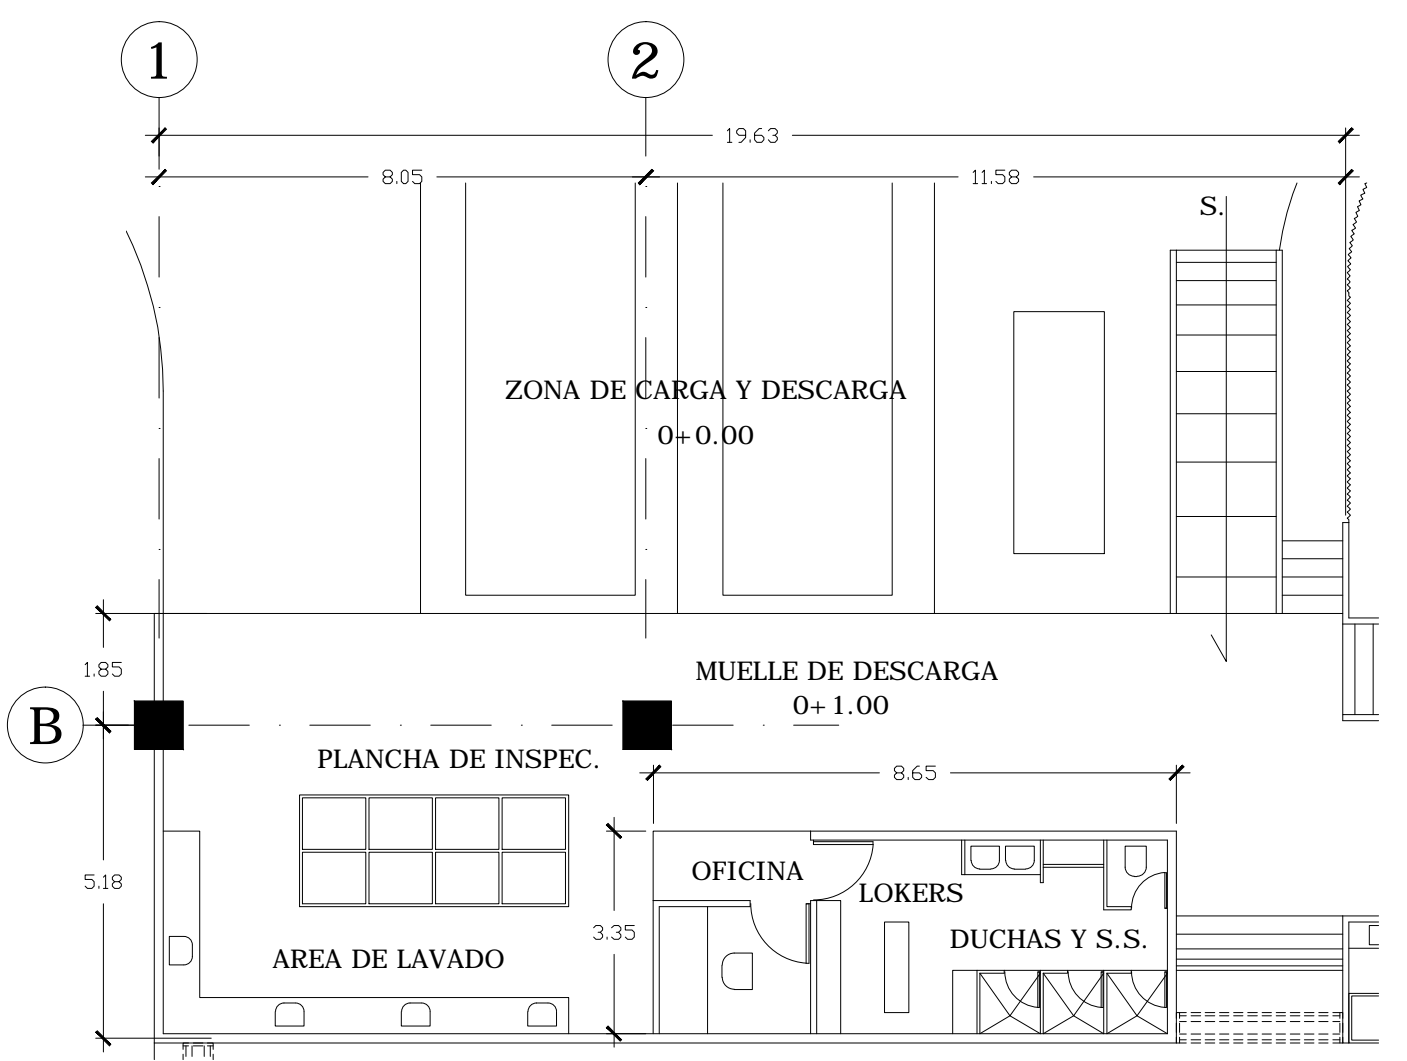 1
2
19.63
8.05
11.58
S.
ZONA DE CARGA Y DESCARGA
0+0.00
1.85
MUELLE DE DESCARGA
0+1.00
B
PLANCHA DE INSPEC.
8.65
5.18
OFICINA
LOKERS
3.35
DUCHAS Y S.S.
AREA DE LAVADO